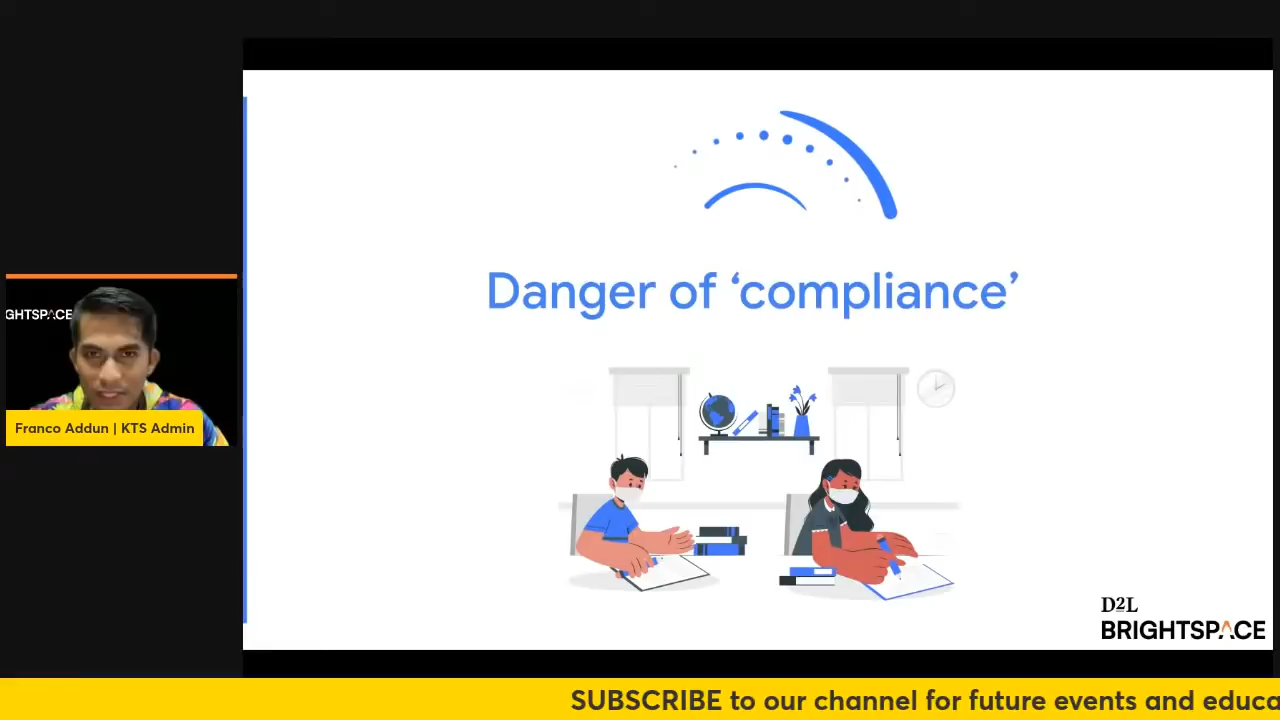 Danger of ‘compliance’
GHTSPACE
Franco Addun | KTS Admin
D2L
BRIGHTSPACE
SUBSCRIBE to our channel for future events and educa